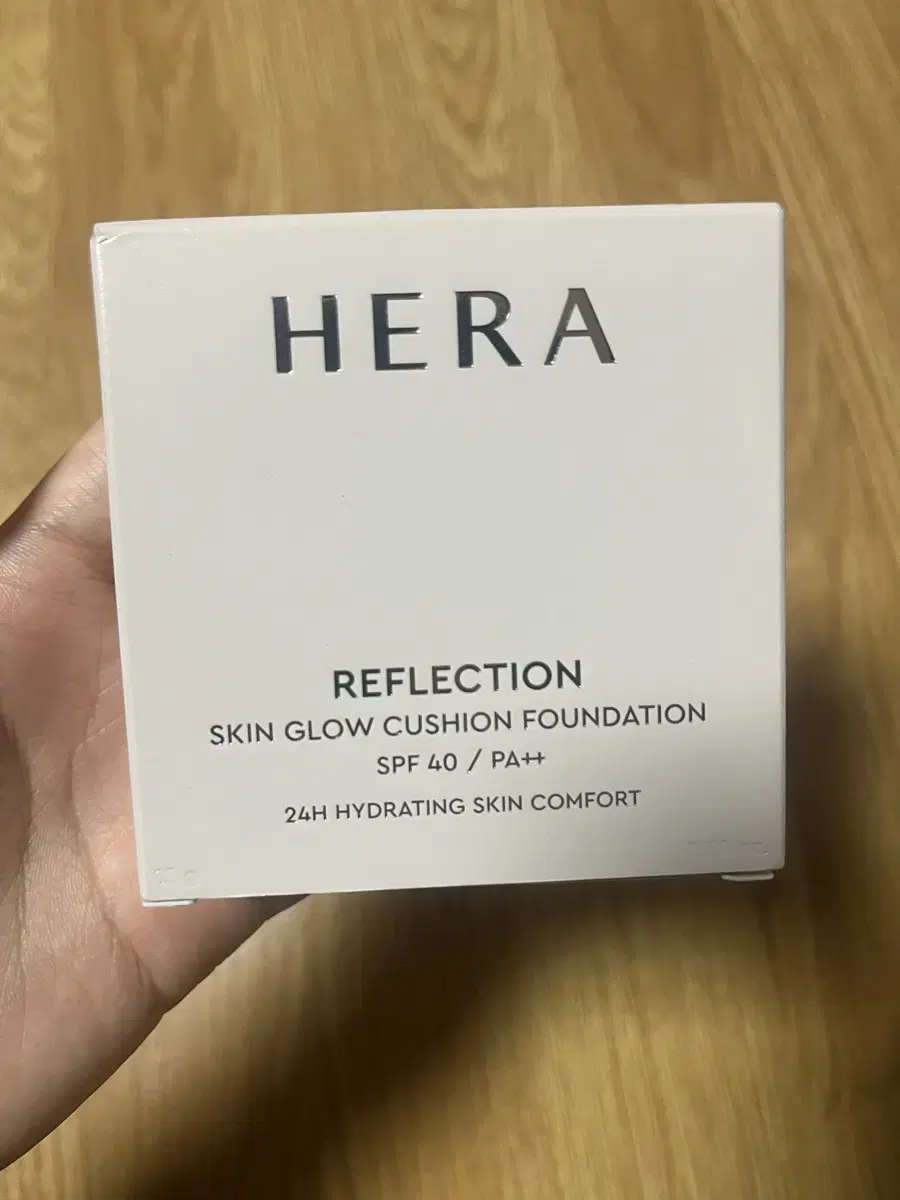 HERA
REFLECTION
SKIN GLOW CUSHION FOUNDATION
SPF 40 / PA++
24H HYDRATING SKIN COMFORT